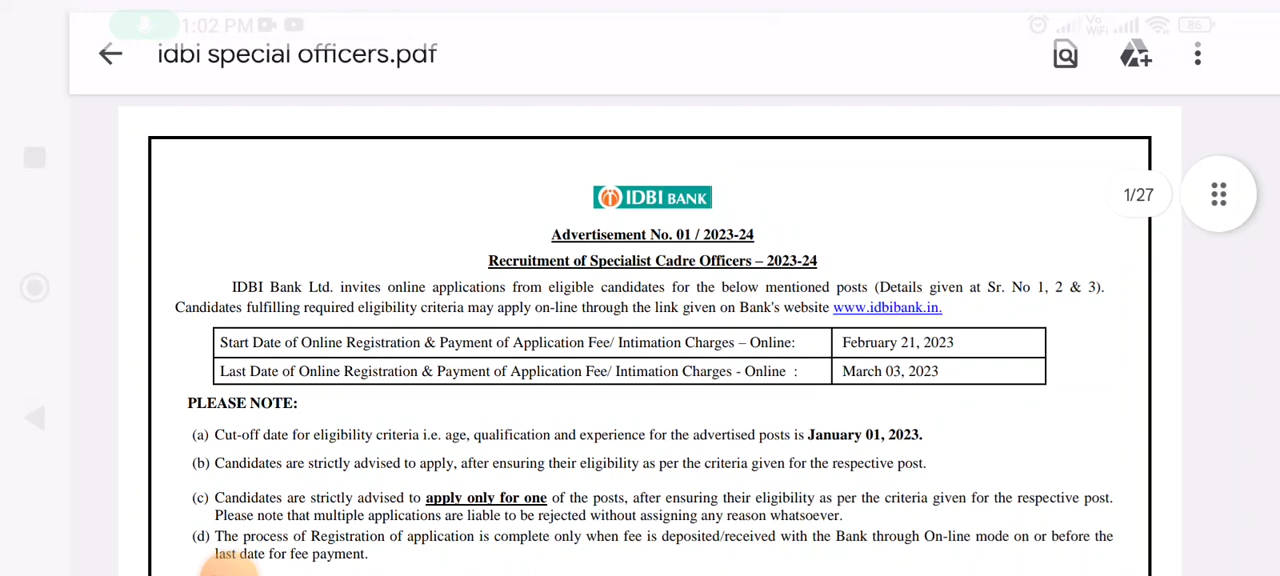 1:02 PM
Vo
WiFi
86
idbi special officers.pdf
1/27
IDBI BANK
Advertisement No. 01 / 2023-24
Recruitment of Specialist Cadre Officers – 2023-24
IDBI Bank Ltd. invites online applications from eligible candidates for the below mentioned posts (Details given at Sr. No 1, 2 & 3).
Candidates fulfilling required eligibility criteria may apply on-line through the link given on Bank's website www.idbibank.in.
Start Date of Online Registration & Payment of Application Fee/ Intimation Charges – Online: February 21, 2023
Last Date of Online Registration & Payment of Application Fee/ Intimation Charges - Online : March 03, 2023
PLEASE NOTE:
(a) Cut-off date for eligibility criteria i.e. age, qualification and experience for the advertised posts is January 01, 2023.
(b) Candidates are strictly advised to apply, after ensuring their eligibility as per the criteria given for the respective post.
(c) Candidates are strictly advised to apply only for one of the posts, after ensuring their eligibility as per the criteria given for the respective post.
Please note that multiple applications are liable to be rejected without assigning any reason whatsoever.
(d) The process of Registration of application is complete only when fee is deposited/received with the Bank through On-line mode on or before the
last date for fee payment.